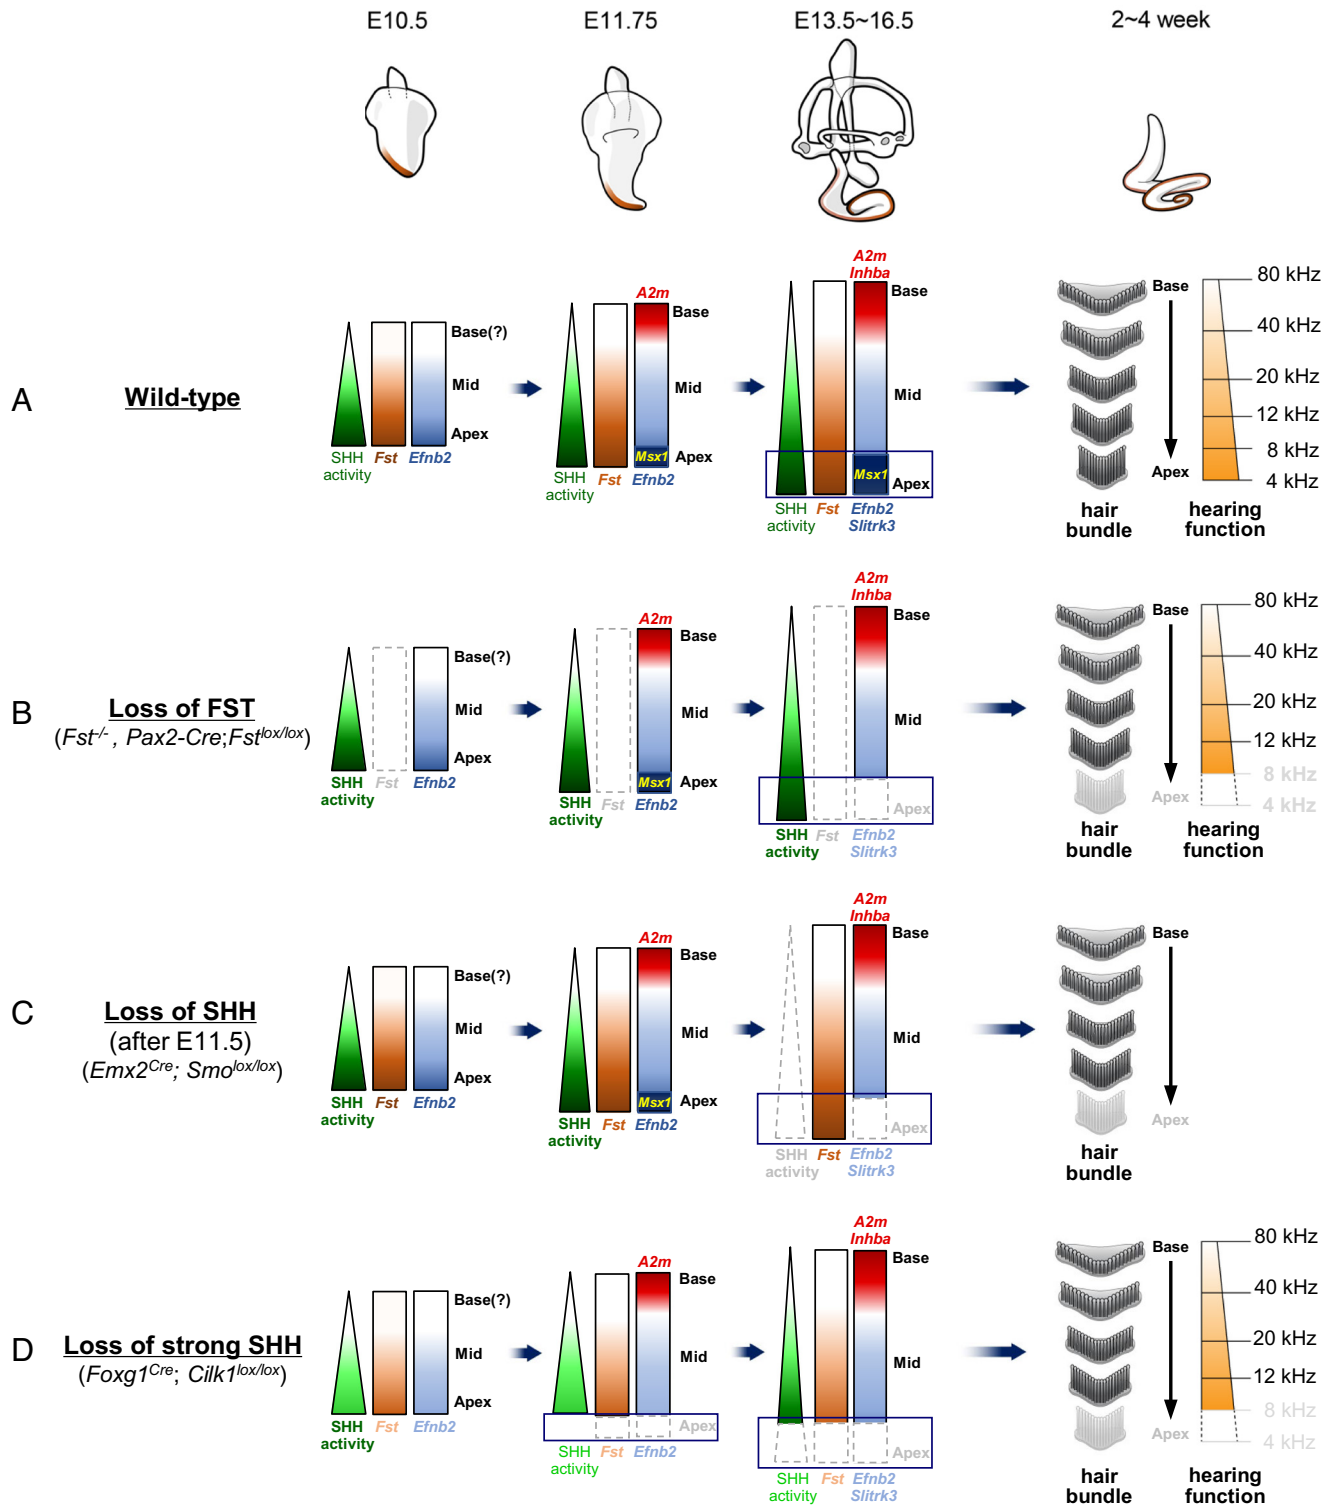 E10.5
E11.75
E13.5~16.5
2~4 week
A
Wild-type
Base(?)
Mid
Apex
SHH
activity
Fst
Efnb2
A2m
Base
Mid
Msx1
Apex
SHH
activity
Fst
Efnb2
A2m
Inhba
Base
Mid
Msx1
Apex
SHH
activity
Fst
Efnb2
Slitrk3
Base
Apex
hair
bundle
80 kHz
40 kHz
20 kHz
12 kHz
8 kHz
4 kHz
hearing
function
B
Loss of FST
(Fst-/- , Pax2-Cre;Fstlox/lox)
Base(?)
Mid
Apex
SHH
activity
Fst
Efnb2
A2m
Base
Mid
Msx1
Apex
SHH
activity
Fst
Efnb2
A2m
Inhba
Base
Mid
Apex
SHH
activity
Fst
Efnb2
Slitrk3
Base
Apex
hair
bundle
80 kHz
40 kHz
20 kHz
12 kHz
8 kHz
4 kHz
hearing
function
C
Loss of SHH
(after E11.5)
(Emx2Cre; Smolox/lox)
Base(?)
Mid
Apex
SHH
activity
Fst
Efnb2
A2m
Base
Mid
Msx1
Apex
SHH
activity
Fst
Efnb2
A2m
Inhba
Base
Mid
Apex
SHH
activity
Fst
Efnb2
Slitrk3
Base
Apex
hair
bundle
D
Loss of strong SHH
(Foxg1Cre; Cilk1lox/lox)
Base(?)
Mid
Apex
SHH
activity
Fst
Efnb2
A2m
Base
Mid
Apex
SHH
activity
Fst
Efnb2
A2m
Inhba
Base
Mid
Apex
SHH
activity
Fst
Efnb2
Slitrk3
Base
Apex
hair
bundle
80 kHz
40 kHz
20 kHz
12 kHz
8 kHz
4 kHz
hearing
function